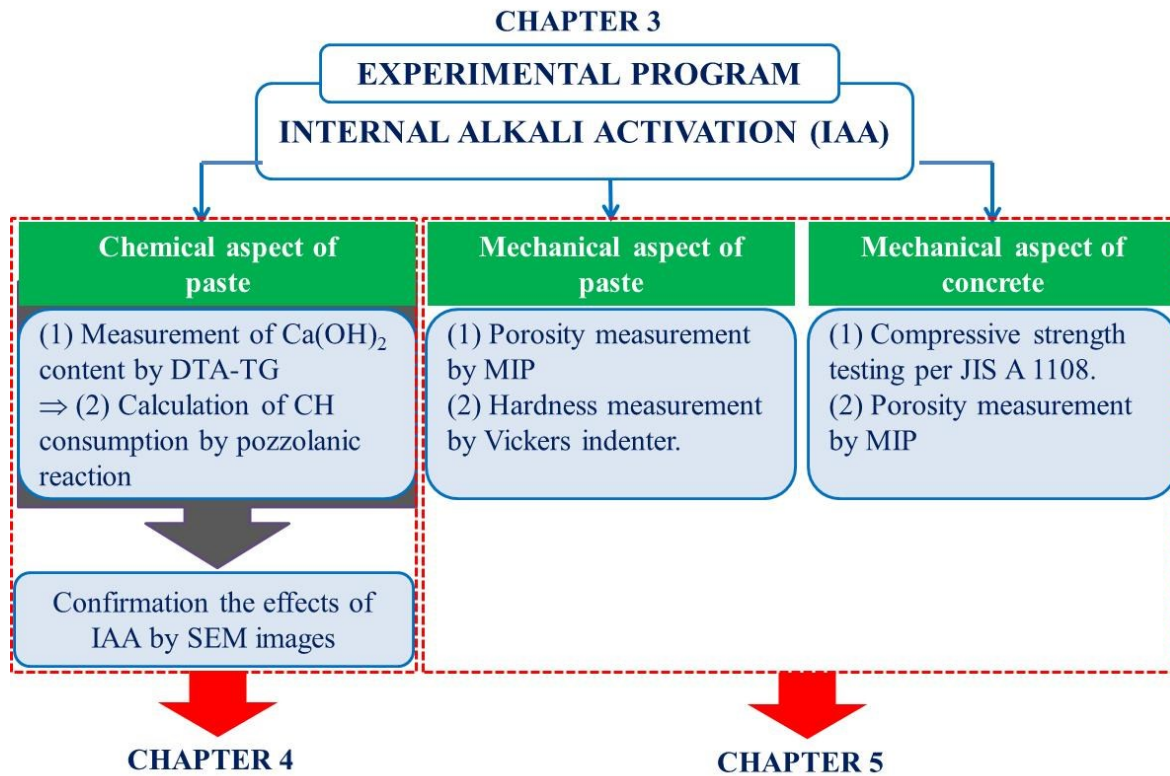 CHAPTER 3
EXPERIMENTAL PROGRAM
INTERNAL ALKALI ACTIVATION (IAA)
Chemical aspect of
paste
(1) Measurement of Ca(OH)₂
content by DTA-TG
⇒ (2) Calculation of CH
consumption by pozzolanic
reaction
Confirmation the effects of
IAA by SEM images
CHAPTER 4
Mechanical aspect of
paste
(1) Porosity measurement
by MIP
(2) Hardness measurement
by Vickers indenter.
Mechanical aspect of
concrete
(1) Compressive strength
testing per JIS A 1108.
(2) Porosity measurement
by MIP
CHAPTER 5